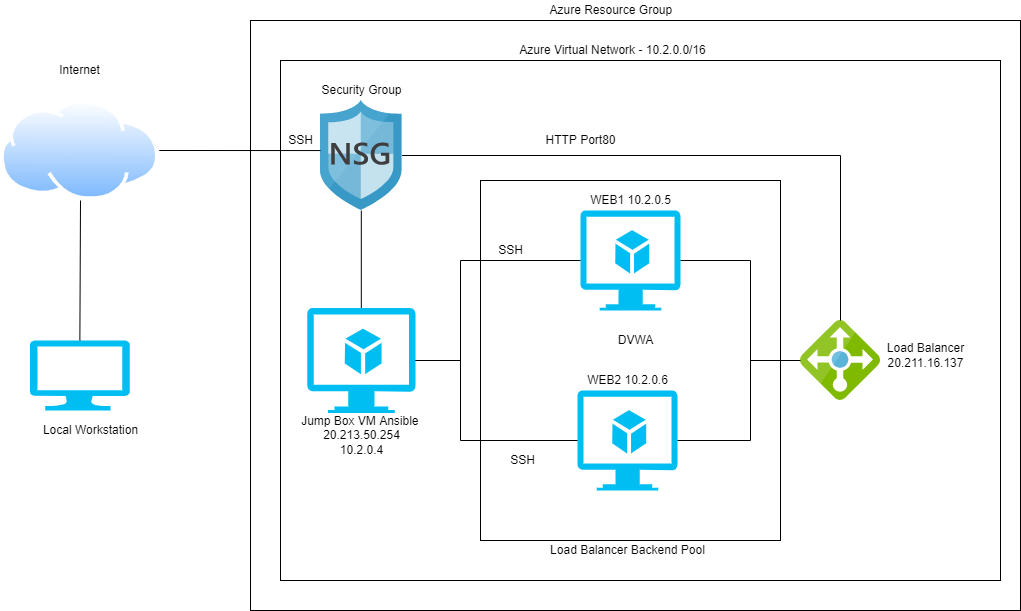 Azure Resource Group
Azure Virtual Network - 10.2.0.0/16
Internet
Security Group
SSH
NSG
HTTP Port80
WEB1 10.2.0.5
SSH
DVWA
Load Balancer
20.211.16.137
WEB2 10.2.0.6
Jump Box VM Ansible
20.213.50.254
10.2.0.4
Local Workstation
SSH
Load Balancer Backend Pool